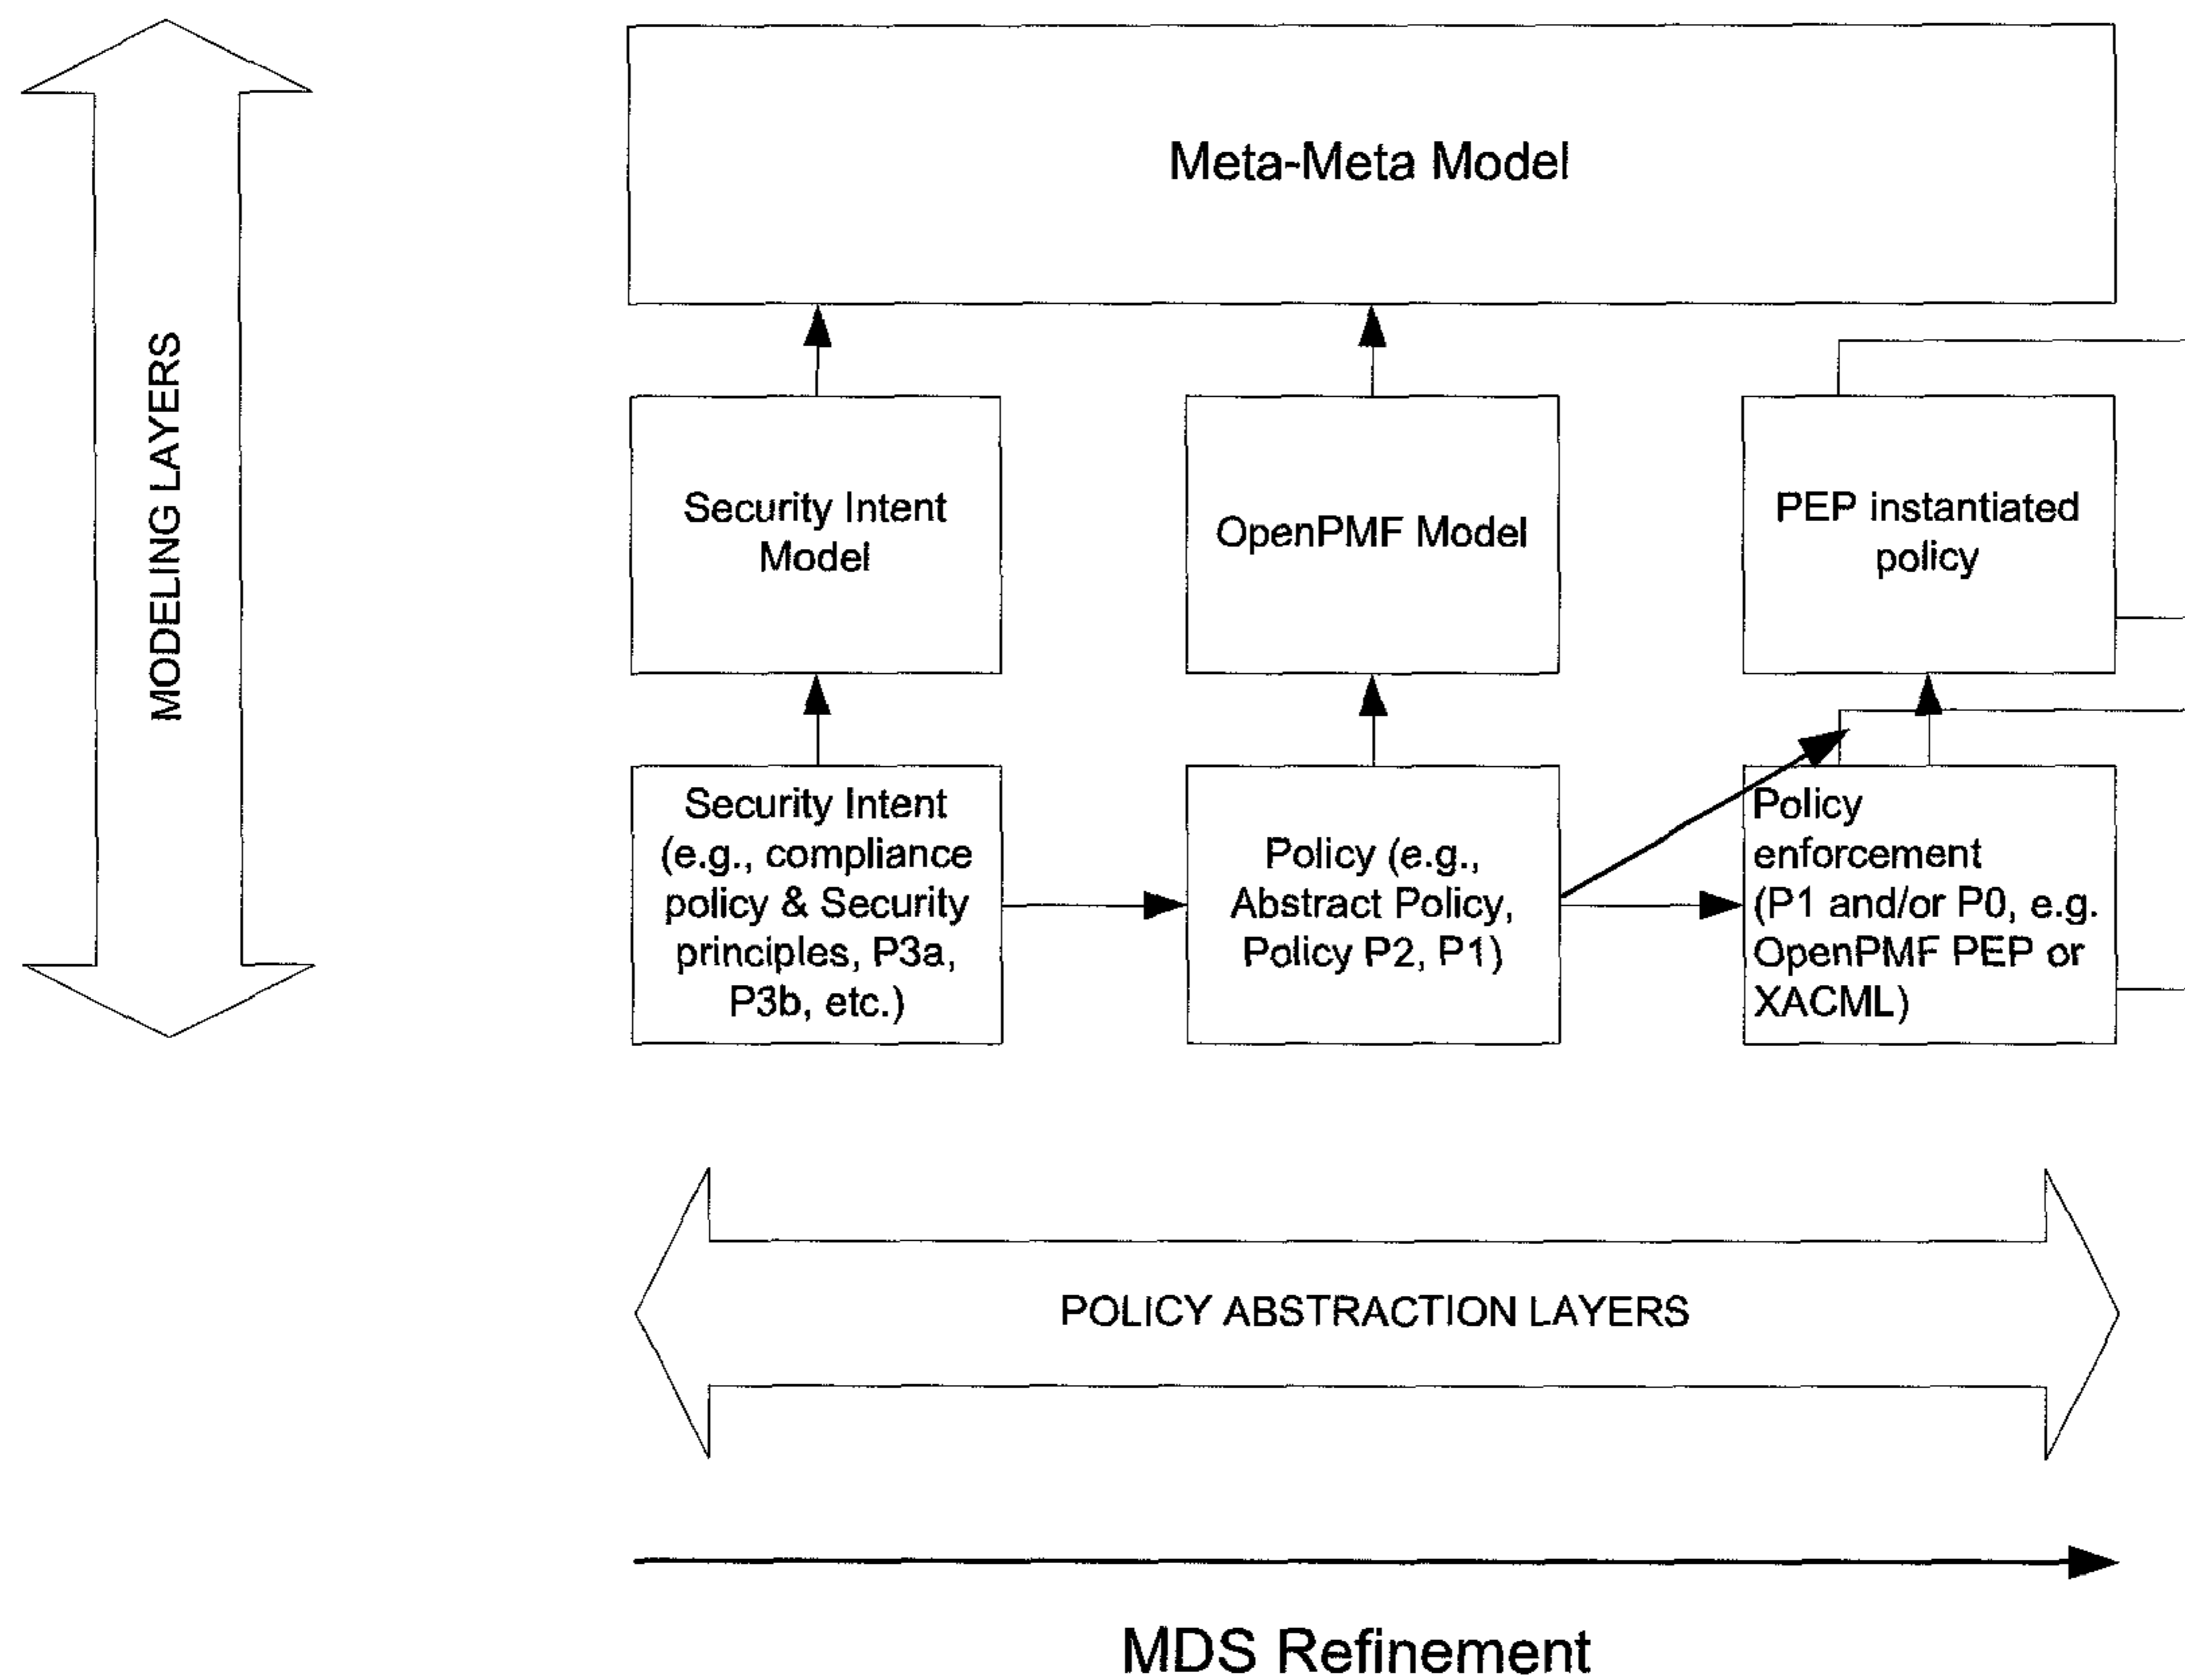 Meta-Meta Model
MODELING LAYERS
Security Intent
Model
OpenPMF Model
PEP instantiated
policy
Security Intent
(e.g., compliance
policy & Security
principles, P3a,
P3b, etc.)
Policy (e.g.,
Abstract Policy,
Policy P2, P1)
Policy
enforcement
(P1 and/or P0, e.g.
OpenPMF PEP or
XACML)
POLICY ABSTRACTION LAYERS
MDS Refinement